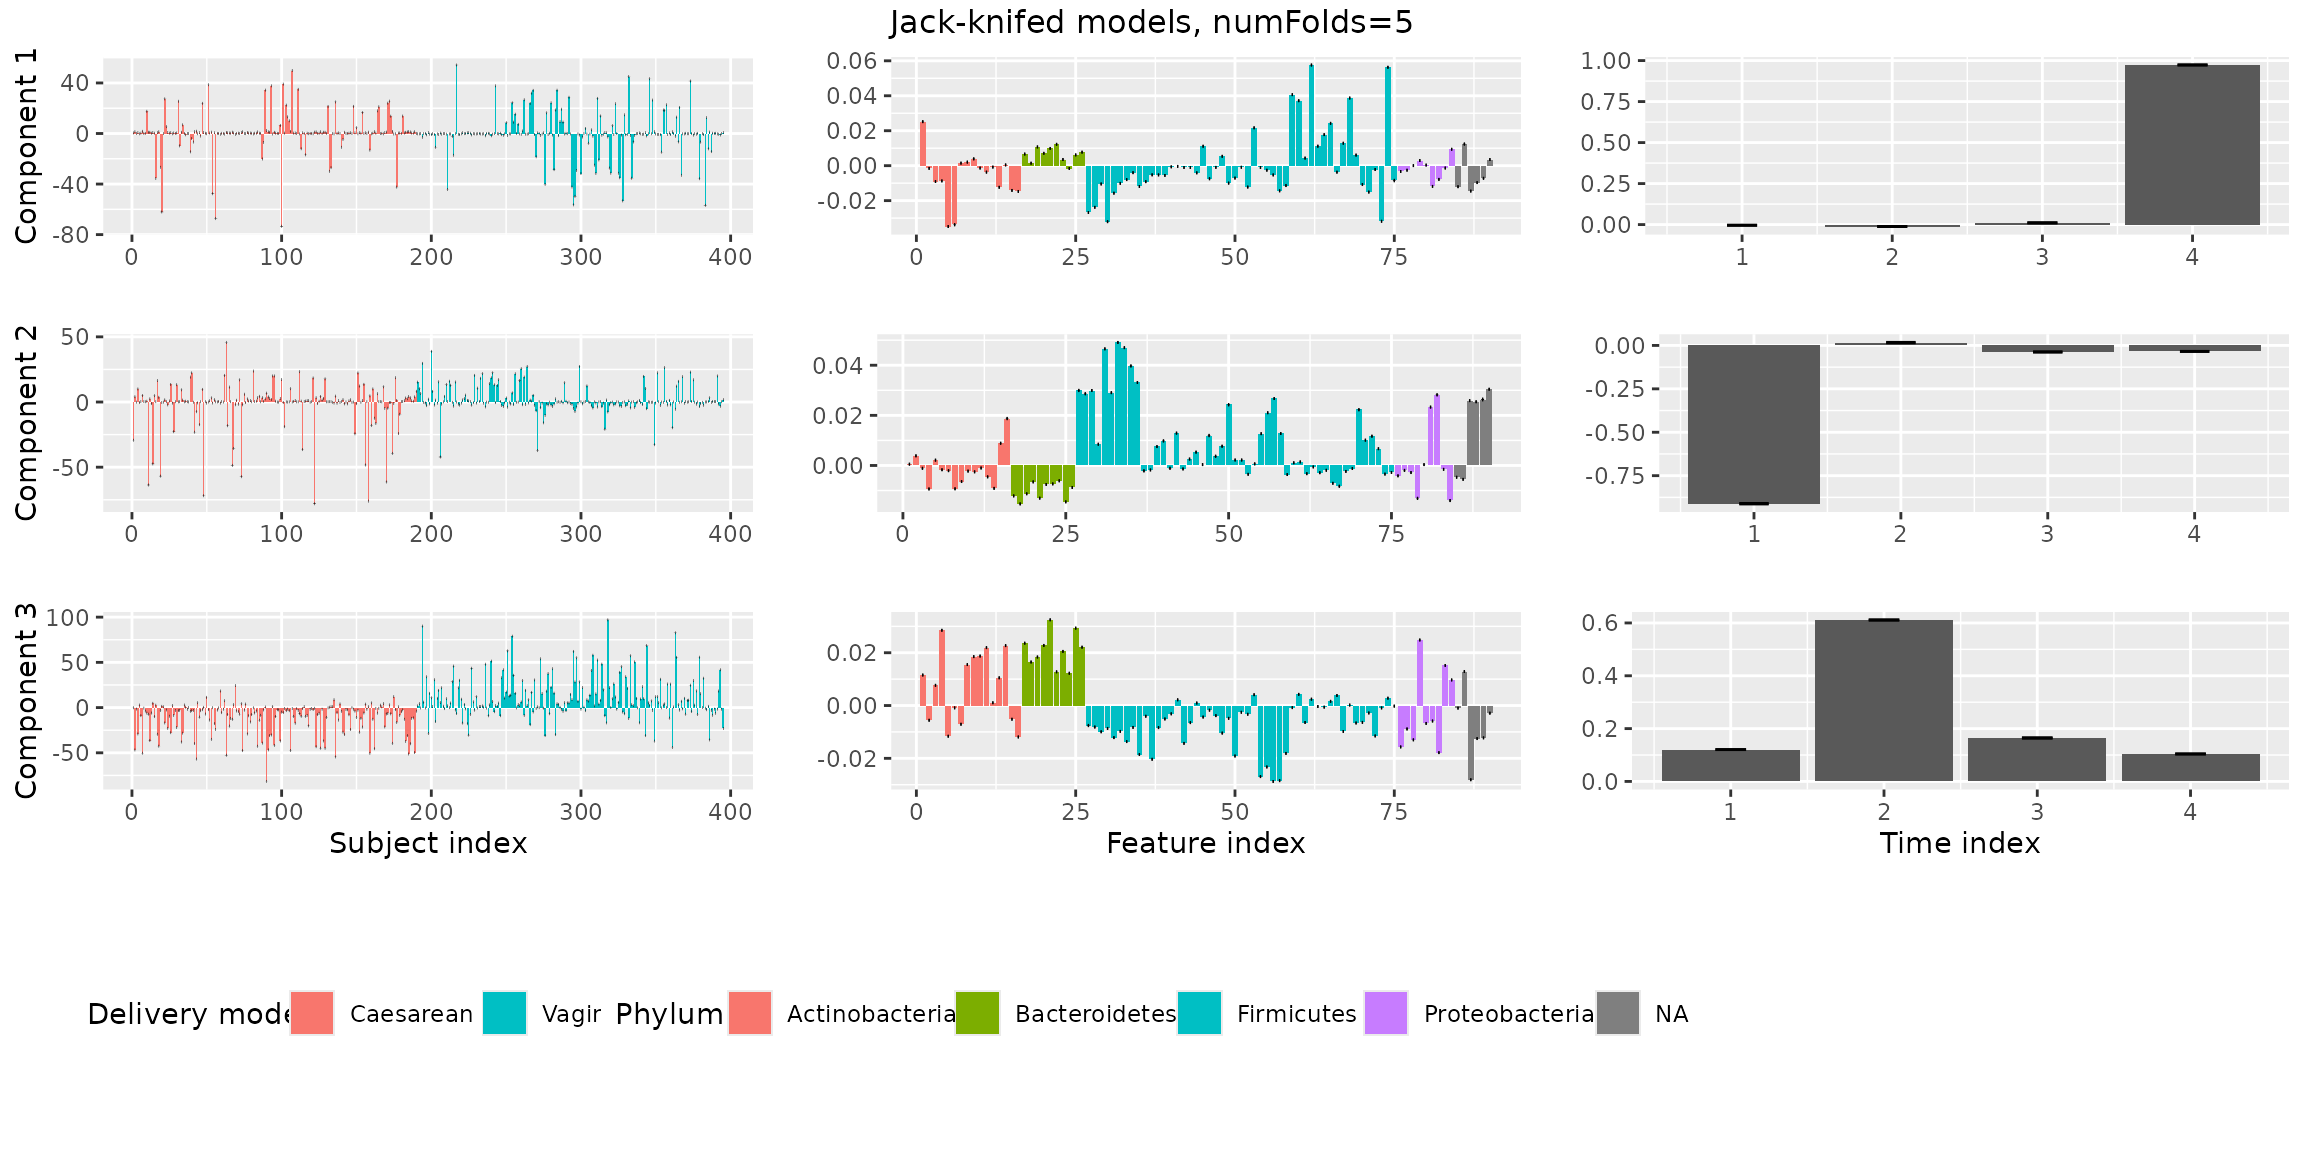 Jack-knifed models, numFolds=5
Component 1
40
0
-40
-80
0 100 200 300 400
0.06
0.04
0.02
0.00
-0.02
0 25 50 75
1.00
0.75
0.50
0.25
0.00
1 2 3 4
Component 2
50
0
-50
0 100 200 300 400
0.04
0.02
0.00
0 25 50 75
0.00
-0.25
-0.50
-0.75
1 2 3 4
Component 3
100
50
0
-50
0 100 200 300 400
Subject index
0.02
0.00
-0.02
0 25 50 75
Feature index
0.6
0.4
0.2
0.0
1 2 3 4
Time index
Delivery mode Caesarean Vagir Phylum Actinobacteria Bacteroidetes Firmicutes Proteobacteria NA